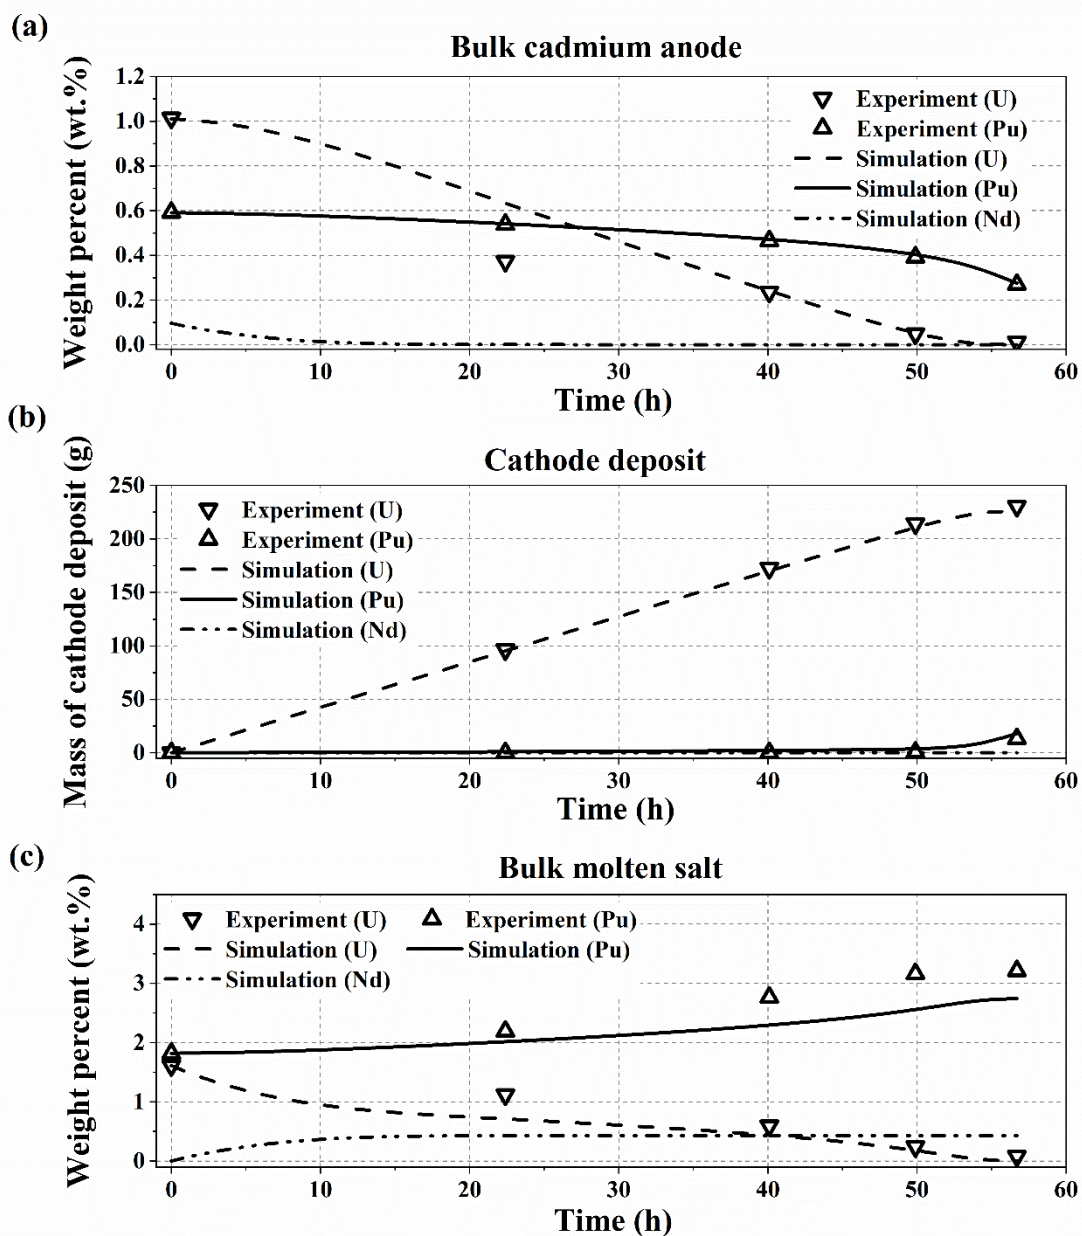 (a)
Bulk cadmium anode
Weight percent (wt.%)
1.2
1.0
0.8
0.6
0.4
0.2
0.0
Experiment (U)
Experiment (Pu)
Simulation (U)
Simulation (Pu)
Simulation (Nd)
0 10 20 30 40 50 60
Time (h)
(b)
Cathode deposit
Mass of cathode deposit (g)
250
200
150
100
50
0
Experiment (U)
Experiment (Pu)
Simulation (U)
Simulation (Pu)
Simulation (Nd)
0 10 20 30 40 50 60
Time (h)
(c)
Bulk molten salt
Weight percent (wt.%)
4
3
2
1
0
Experiment (U) Experiment (Pu)
Simulation (U) Simulation (Pu)
Simulation (Nd)
0 10 20 30 40 50 60
Time (h)